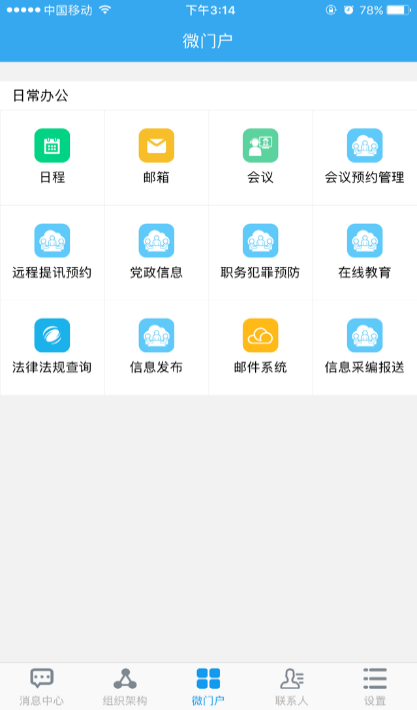 中国移动 下午3:14 78%
微门户
日常办公
日程 邮箱 会议 会议预约管理
远程提讯预约 党政信息 职务犯罪预防 在线教育
法律法规查询 信息发布 邮件系统 信息采编报送
消息中心 组织架构 微门户 联系人 设置